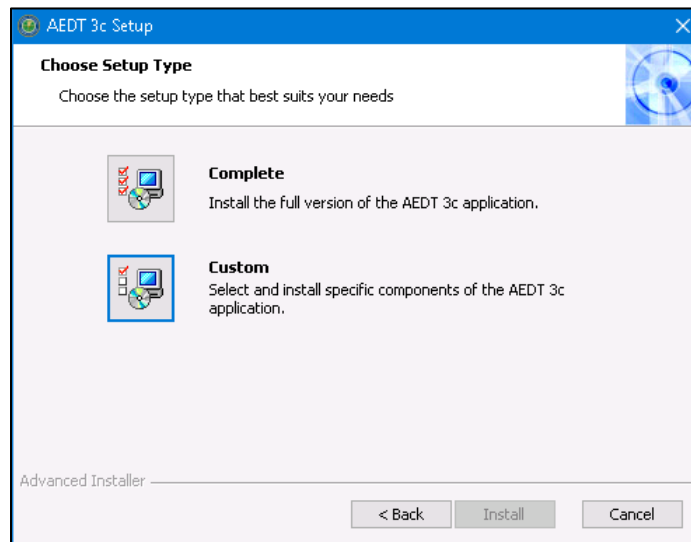 AEDT 3c Setup
Choose Setup Type
Choose the setup type that best suits your needs
Complete
Install the full version of the AEDT 3c application.
Custom
Select and install specific components of the AEDT 3c
application.
Advanced Installer
< Back
Install
Cancel